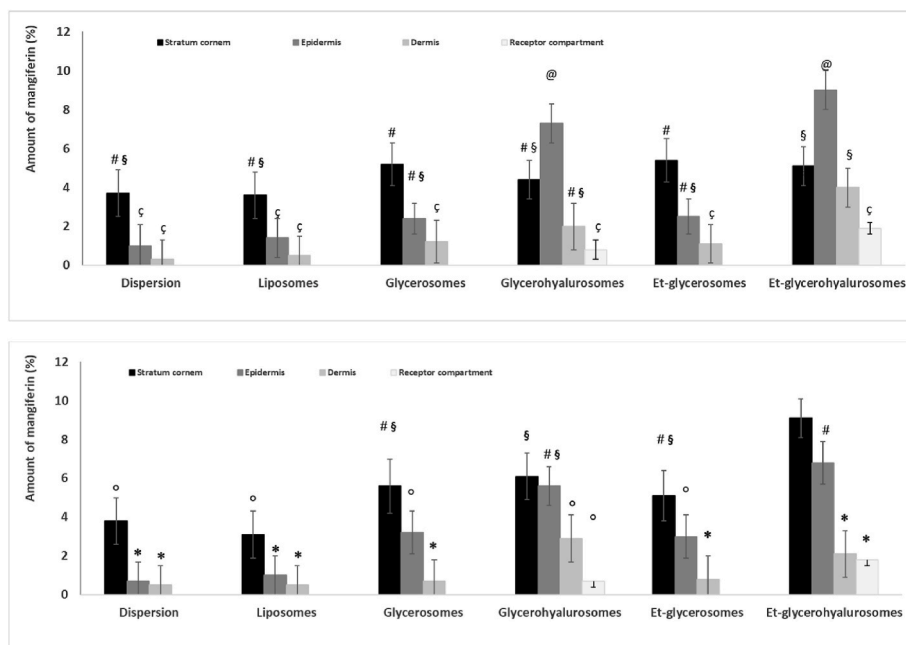 Amount of mangiferin (%)
12
10
8
6
4
2
0
Stratum cornem
Epidermis
Dermis
Receptor compartment
# §
ç
ç
# §
ç
ç
#
# §
ç
# §
@
# §
ç
#
# §
ç
§
@
§
ç
Dispersion
Liposomes
Glycerosomes
Glycerohyalurosomes
Et-glycerosomes
Et-glycerohyalurosomes
Amount of mangiferin (%)
12
10
8
6
4
2
0
Stratum cornem
Epidermis
Dermis
Receptor compartment
°
*
*
°
*
*
# §
°
*
§
# §
°
°
# §
°
*
#
*
*
Dispersion
Liposomes
Glycerosomes
Glycerohyalurosomes
Et-glycerosomes
Et-glycerohyalurosomes